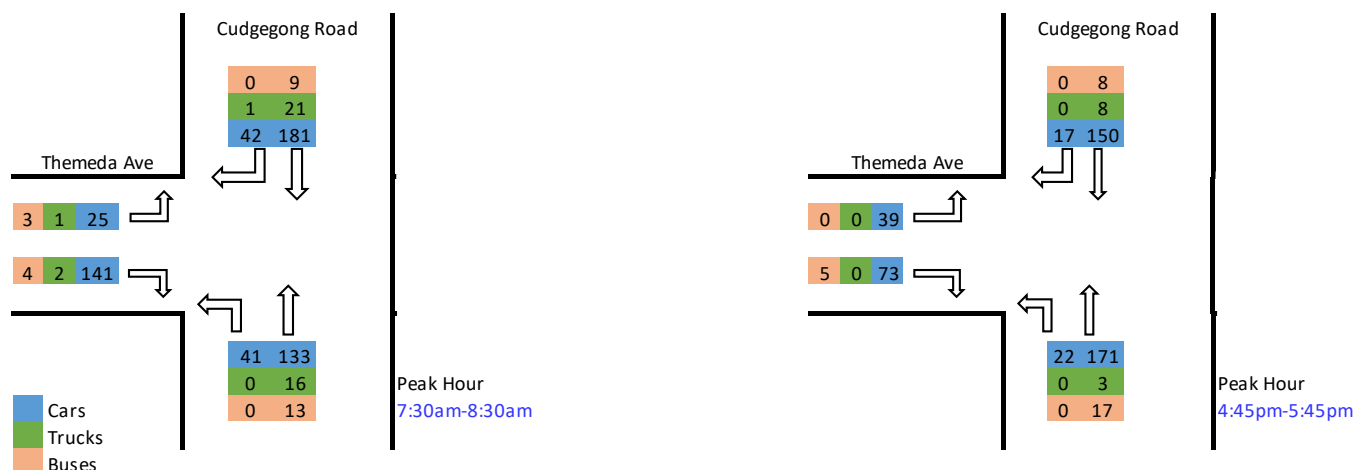 Cudgegong Road
0 9
1 21
42 181
Themeda Ave
3 1 25
4 2 141
41 133
0 16
0 13
Peak Hour
7:30am-8:30am
Cars
Trucks
Buses
Cudgegong Road
0 8
0 8
17 150
Themeda Ave
0 0 39
5 0 73
22 171
0 3
0 17
Peak Hour
4:45pm-5:45pm